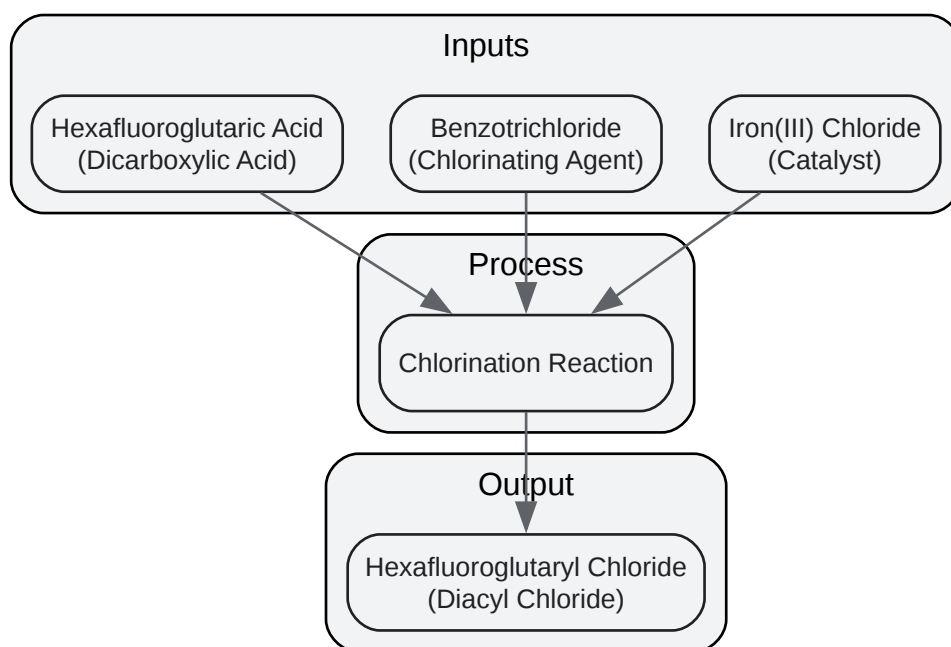 Inputs
Hexafluoroglutaric Acid
(Dicarboxylic Acid)
Benzotrichloride
(Chlorinating Agent)
Iron(III) Chloride
(Catalyst)
Process
Chlorination Reaction
Output
Hexafluoroglutaryl Chloride
(Diacyl Chloride)